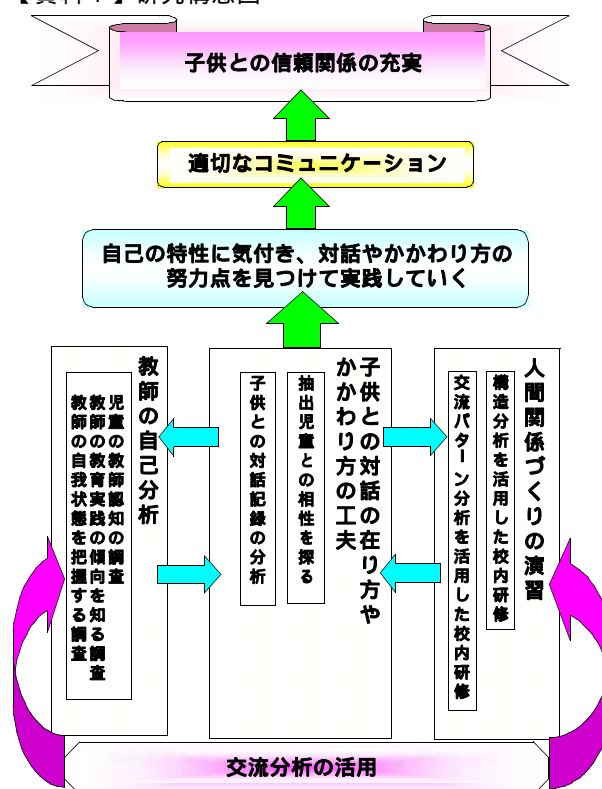 【資料1】研究構想図
子供との信頼関係の充実
適切なコミュニケーション
自己の特性に気付き、対話やかかわり方の
努力点を見つけて実践していく
人間関係づくりの演習
構造分析を活用した校内研修
交流パターン分析を活用した校内研修
子供との対話の在り方や
かかわり方の工夫
抽出児童との相性を探る
子供との対話記録の分析
教師の自己分析
児童の教師認知の調査
教師の教育実践の傾向を知る調査
教師の自我状態を把握する調査
交流分析の活用